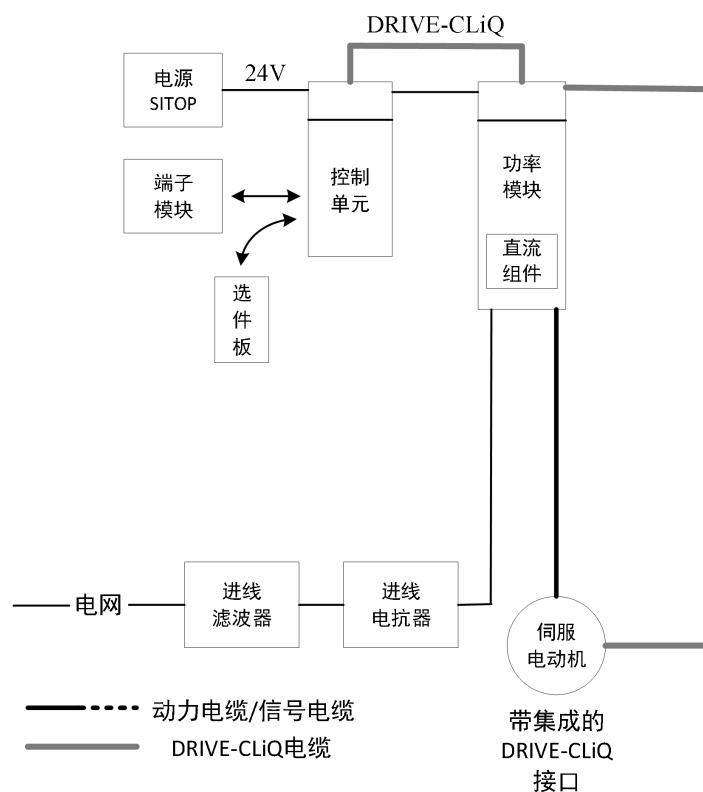 DRIVE-CLiQ
电源
SITOP
24V
端子
模块
控制
单元
功率
模块
直流
组件
选
件
板
电网
进线
滤波器
进线
电抗器
伺服
电动机
动力电缆/信号电缆
DRIVE-CLiQ电缆
带集成的
DRIVE-CLiQ
接口